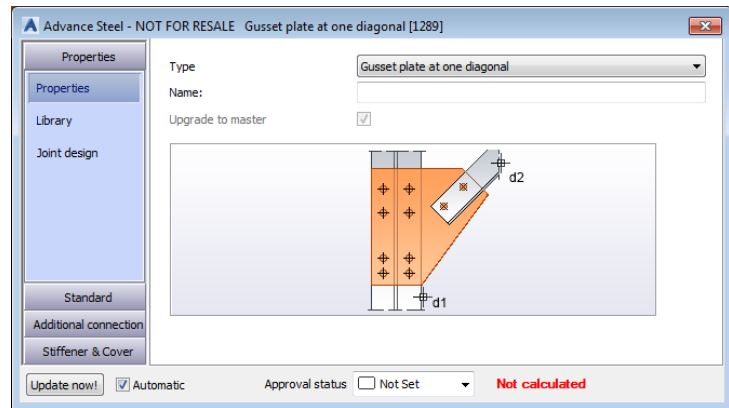 Advance Steel - NOT FOR RESALE Gusset plate at one diagonal [1289]
Properties
Properties
Library
Joint design
Standard
Additional connection
Stiffener & Cover
Type
Gusset plate at one diagonal
Name:
Upgrade to master
d2
d1
Update now!
Automatic
Approval status
Not Set
Not calculated